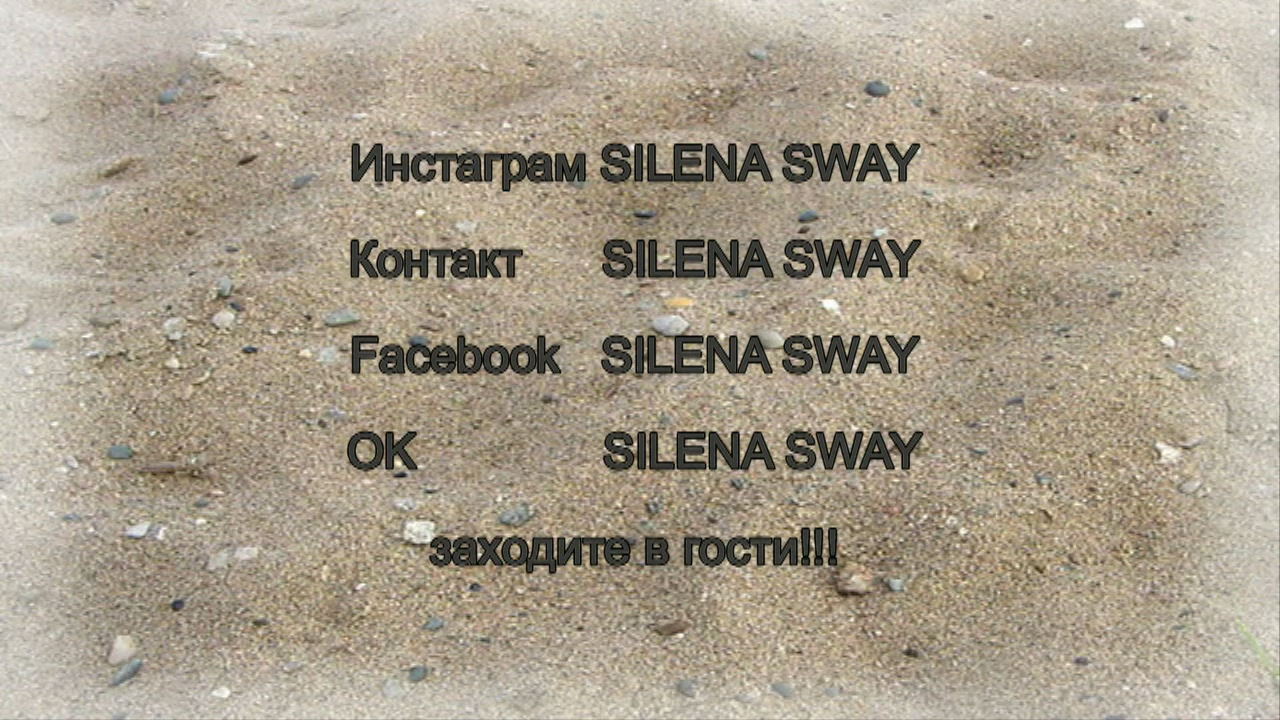 Инстаграм SILENA SWAY
Контакт SILENA SWAY
Facebook SILENA SWAY
OK SILENA SWAY
заходите в гости!!!